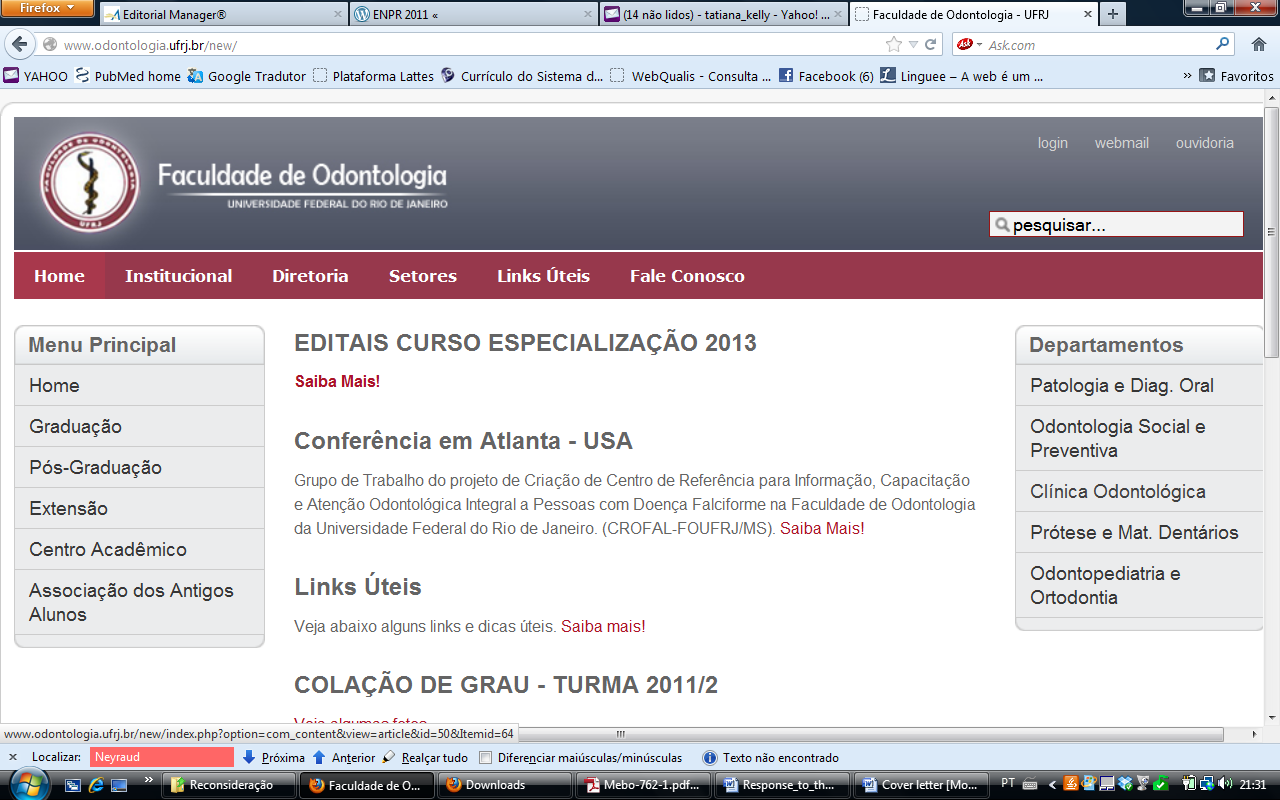 Firefox
Editorial Manager®
ENPR 2011 «
(14 não lidos) - tatiana_kelly - Yahoo! ...
Faculdade de Odontologia - UFRJ
www.odontologia.ufrj.br/new/
Ask
Ask.com
YAHOO
PubMed home
Google Tradutor
Plataforma Lattes
Currículo do Sistema d...
WebQualis - Consulta ...
Facebook (6)
Linguee – A web é um ...
»
Favoritos
FACULDADE DE ODONTOLOGIA
UFRJ
Faculdade de Odontologia
UNIVERSIDADE FEDERAL DO RIO DE JANEIRO
login webmail ouvidoria
pesquisar...
Home Institucional Diretoria Setores Links Úteis Fale Conosco
Menu Principal
Home
Graduação
Pós-Graduação
Extensão
Centro Acadêmico
Associação dos Antigos
Alunos
EDITAIS CURSO ESPECIALIZAÇÃO 2013
Saiba Mais!
Conferência em Atlanta - USA
Grupo de Trabalho do projeto de Criação de Centro de Referência para Informação, Capacitação
e Atenção Odontológica Integral a Pessoas com Doença Falciforme na Faculdade de Odontologia
da Universidade Federal do Rio de Janeiro. (CROFAL-FOUFRJ/MS). Saiba Mais!
Links Úteis
Veja abaixo alguns links e dicas úteis. Saiba mais!
COLAÇÃO DE GRAU - TURMA 2011/2
Veja algumas fotos
Departamentos
Patologia e Diag. Oral
Odontologia Social e
Preventiva
Clínica Odontológica
Prótese e Mat. Dentários
Odontopediatria e
Ortodontia
www.odontologia.ufrj.br/new/index.php?option=com_content&view=article&id=50&Itemid=64
Localizar: Neyraud Próxima Anterior Realçar tudo Diferenciar maiúsculas/minúsculas Texto não encontrado
»
Reconsideração
Faculdade de O...
Downloads
Mebo-762-1.pdf...
Response_to_th...
Cover letter [Mo...
PT
21:31